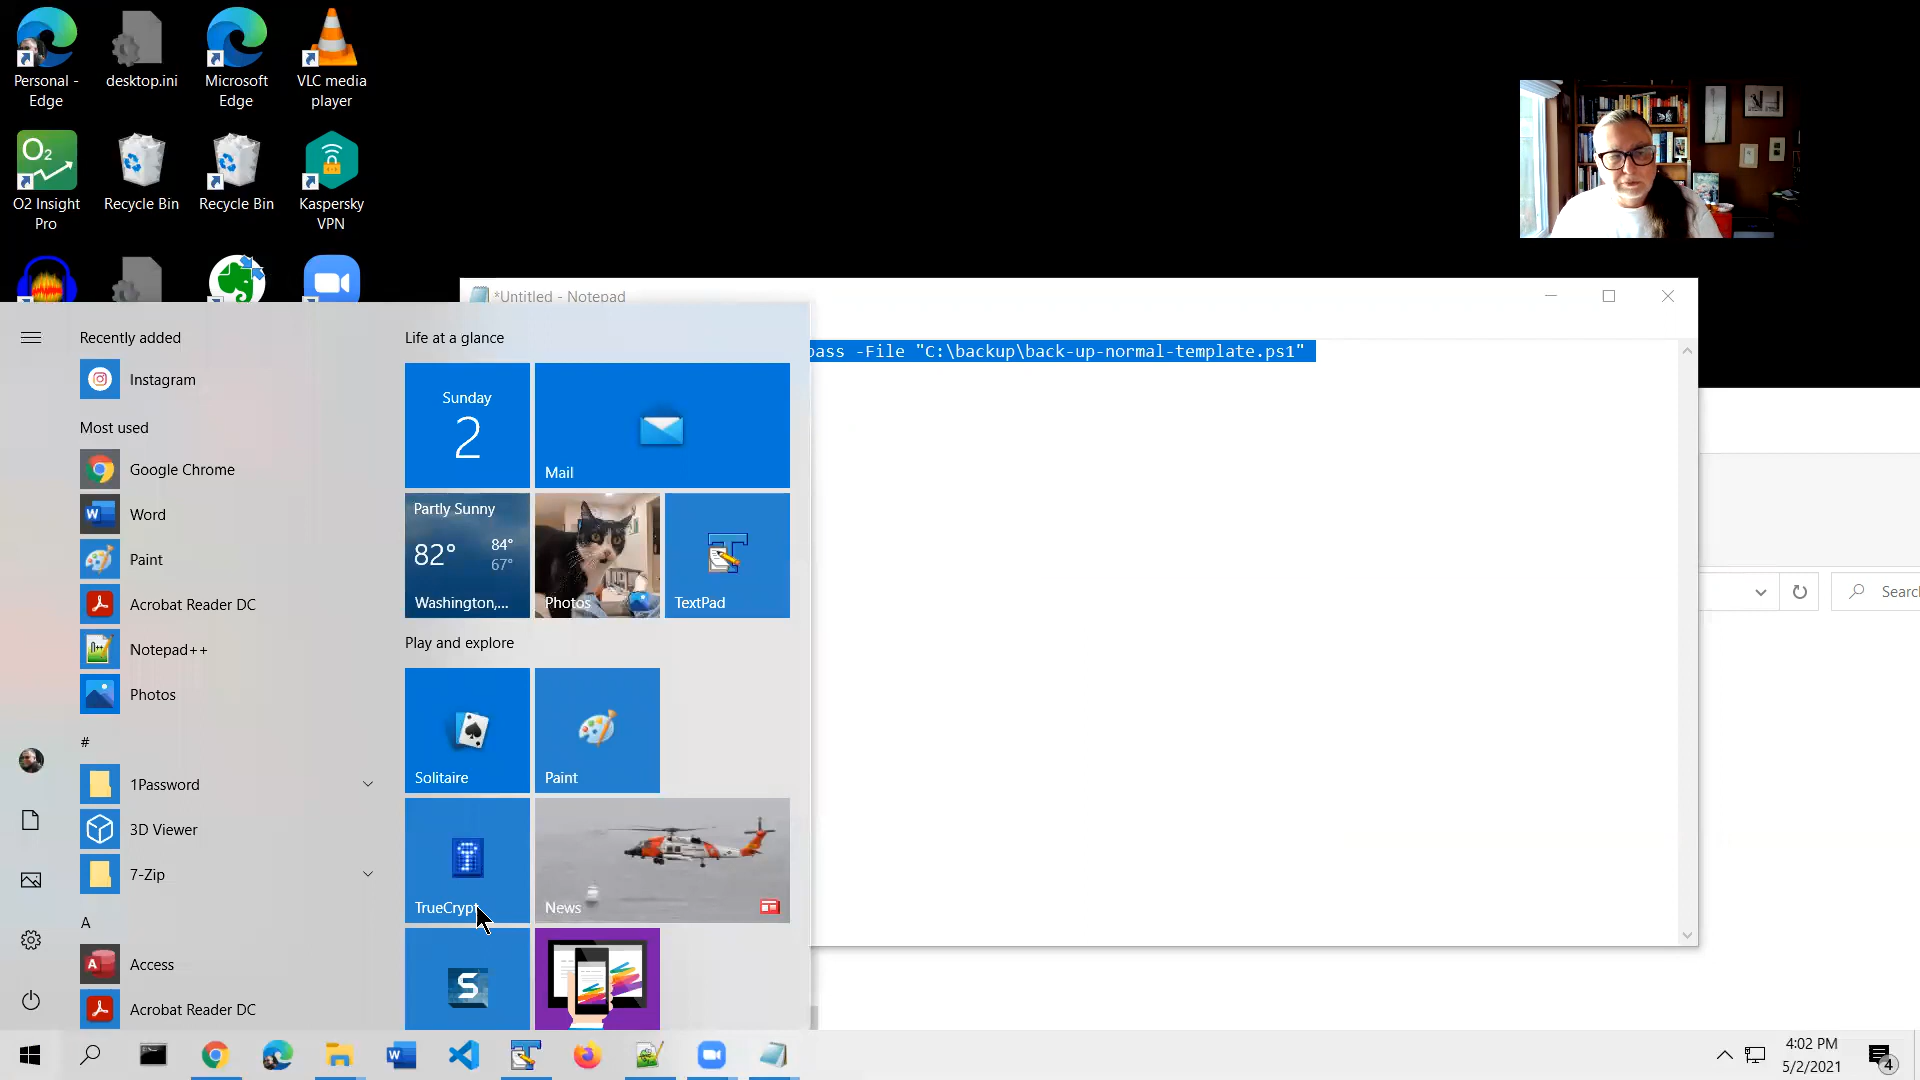 Personal -
Edge
desktop.ini
Microsoft
Edge
VLC media
player
O2
O2 Insight
Pro
Recycle Bin
Recycle Bin
Kaspersky
VPN
*Untitled - Notepad
pass -File "C:\backup\back-up-normal-template.ps1"
Recently added
Instagram
Most used
Google Chrome
Word
Paint
Acrobat Reader DC
Notepad++
Photos
#
1Password
3D Viewer
7-Zip
A
Access
Acrobat Reader DC
Life at a glance
Sunday
2
Mail
Partly Sunny
82°
84°
67°
Washington,...
Photos
TextPad
Play and explore
Solitaire
Paint
TrueCrypt
News
S
Search
4:02 PM
5/2/2021
4